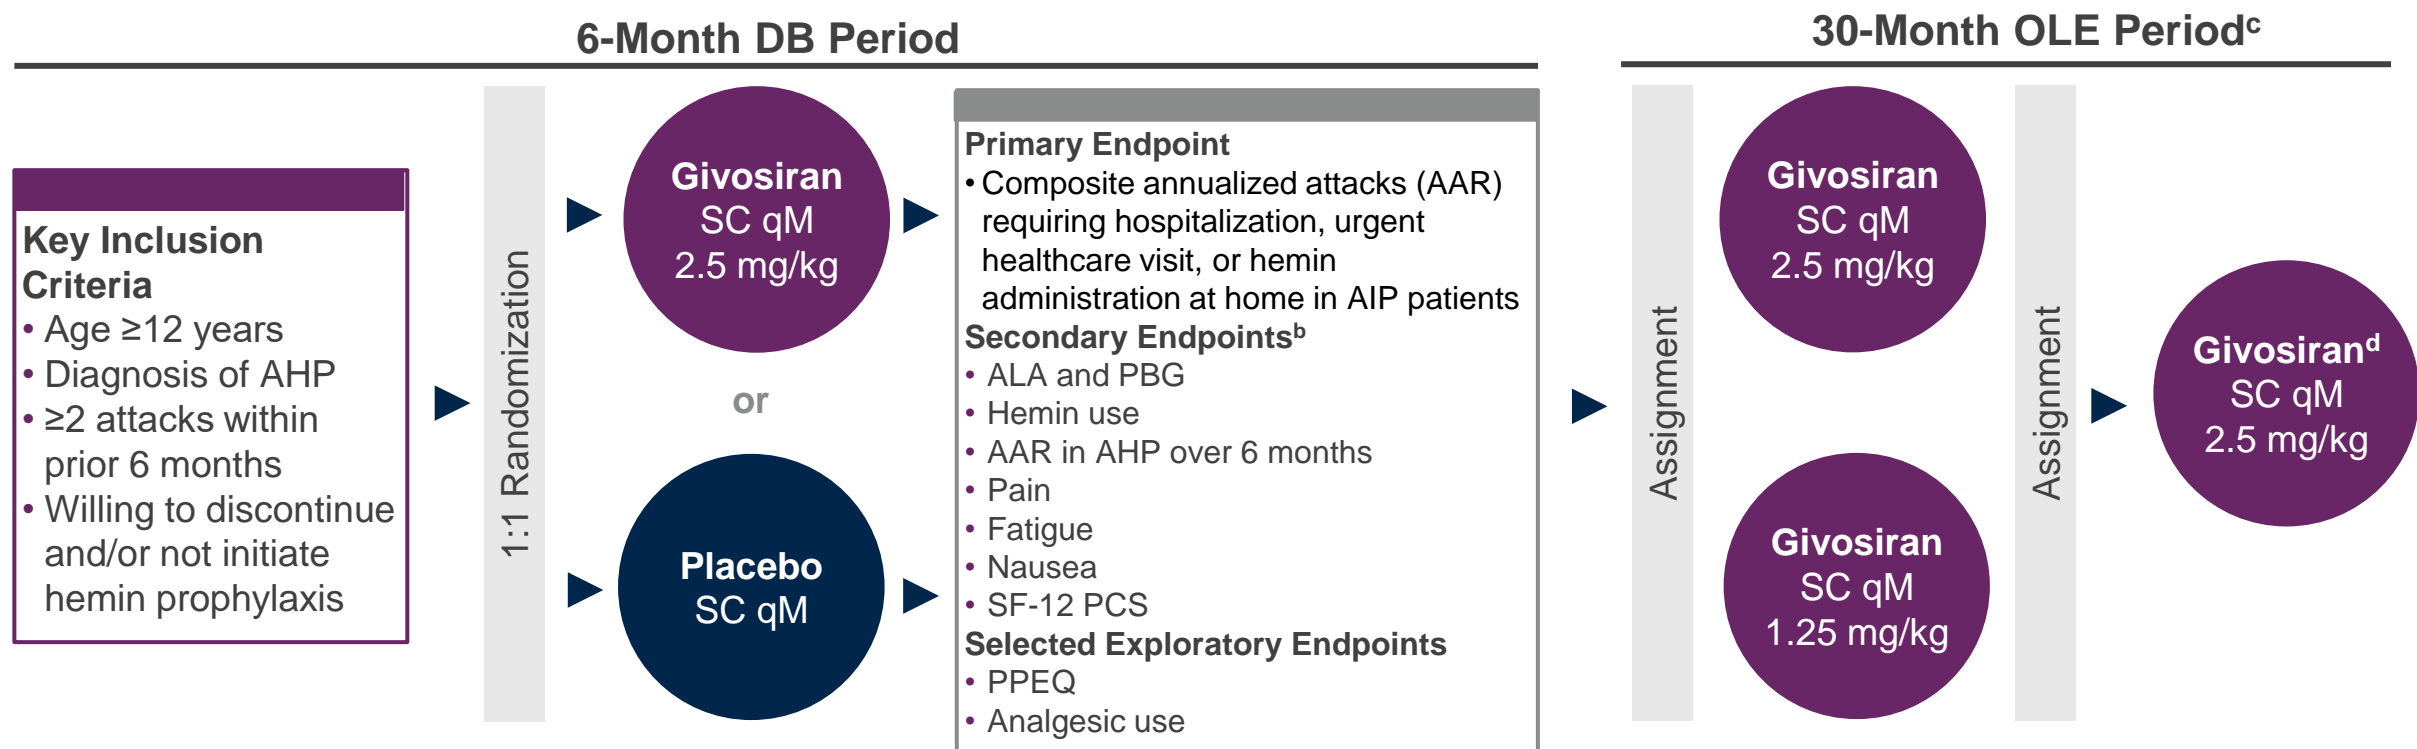 6-Month DB Period
30-Month OLE Periodᶜ
Key Inclusion
Criteria
• Age ≥12 years
• Diagnosis of AHP
• ≥2 attacks within
prior 6 months
• Willing to discontinue
and/or not initiate
hemin prophylaxis
1:1 Randomization
Givosiran
SC qM
2.5 mg/kg
or
Placebo
SC qM
Primary Endpoint
• Composite annualized attacks (AAR)
requiring hospitalization, urgent
healthcare visit, or hemin
administration at home in AIP patients
Secondary Endpointsᵇ
• ALA and PBG
• Hemin use
• AAR in AHP over 6 months
• Pain
• Fatigue
• Nausea
• SF-12 PCS
Selected Exploratory Endpoints
• PPEQ
• Analgesic use
Assignment
Givosiran
SC qM
2.5 mg/kg
Givosiran
SC qM
1.25 mg/kg
Assignment
Givosiranᵈ
SC qM
2.5 mg/kg